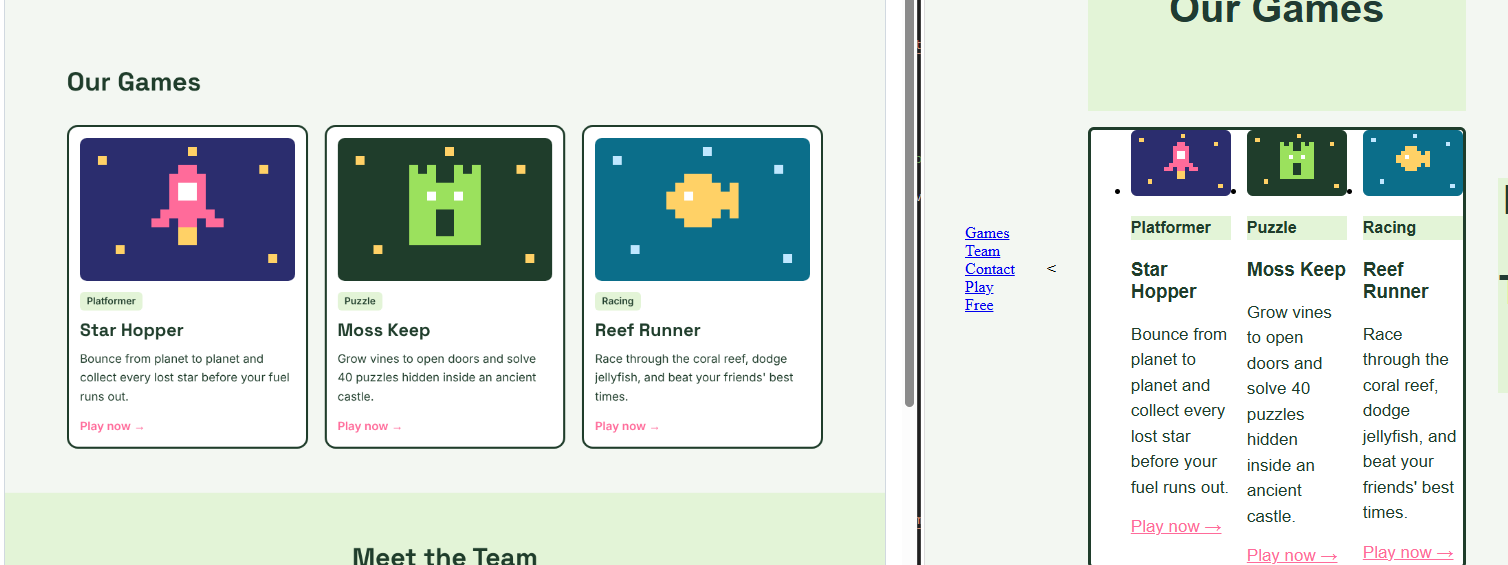 Our Games
Platformer
Star Hopper
Bounce from planet to planet and
collect every lost star before your fuel
runs out.
Play now →
Puzzle
Moss Keep
Grow vines to open doors and solve
40 puzzles hidden inside an ancient
castle.
Play now →
Racing
Reef Runner
Race through the coral reef, dodge
jellyfish, and beat your friends' best
times.
Play now →
Meet the Team
Our Games
Games
Team
Contact
Play
Free
<
Platformer
Star
Hopper
Bounce from
planet to
planet and
collect every
lost star
before your
fuel runs out.
Play now →
Puzzle
Moss Keep
Grow vines
to open
doors and
solve 40
puzzles
hidden
inside an
ancient
castle.
Play now →
Racing
Reef
Runner
Race
through the
coral reef,
dodge
jellyfish, and
beat your
friends' best
times.
Play now →